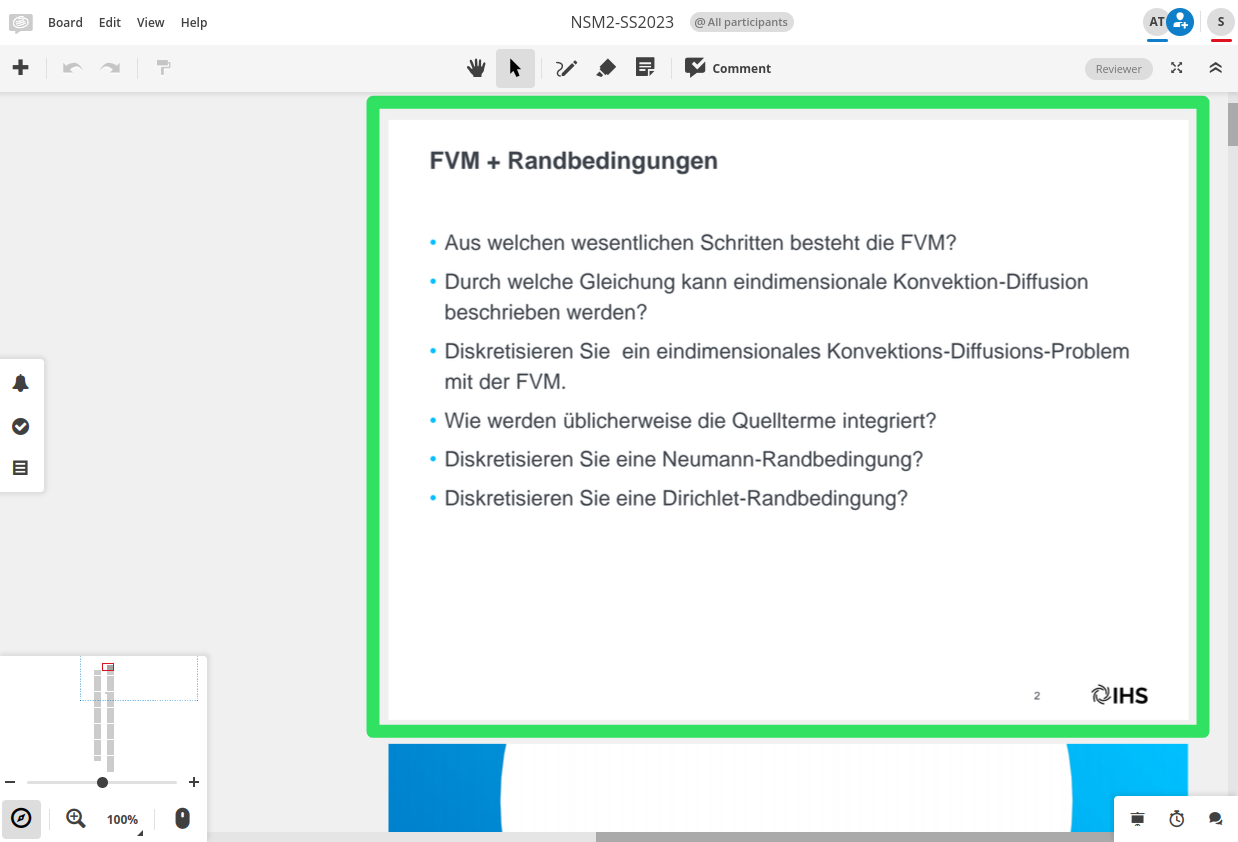 Board Edit View Help
NSM2-SS2023
@ All participants
AT
S
Comment
Reviewer
FVM + Randbedingungen
• Aus welchen wesentlichen Schritten besteht die FVM?
• Durch welche Gleichung kann eindimensionale Konvektion-Diffusion
beschrieben werden?
• Diskretisieren Sie  ein eindimensionales Konvektions-Diffusions-Problem
mit der FVM.
• Wie werden üblicherweise die Quellterme integriert?
• Diskretisieren Sie eine Neumann-Randbedingung?
• Diskretisieren Sie eine Dirichlet-Randbedingung?
2
IHS
100%